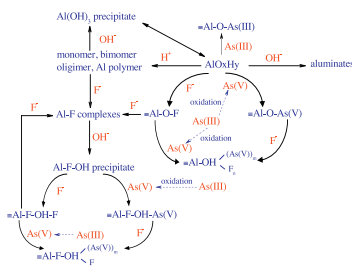 Al(OH)3 precipitate
≡Al-O-As(III)
OH-
As(III)
monomer, bimomer
oligimer, Al polymer
H+
AlOxHy
OH-
aluminates
F-
F-
As(V)
F-
oxidation
Al-F complexes
F-
≡Al-O-F
As(III)
≡Al-O-As(V)
OH-
oxidation
As(V)
F-
≡Al-OH
(As(V))m
Fn
Al-F-OH precipitate
F-
As(V)
oxidation
As(III)
≡Al-F-OH-F
≡Al-F-OH-As(V)
As(V)
As(III)
F-
≡Al-F-OH
(As(V))m
F